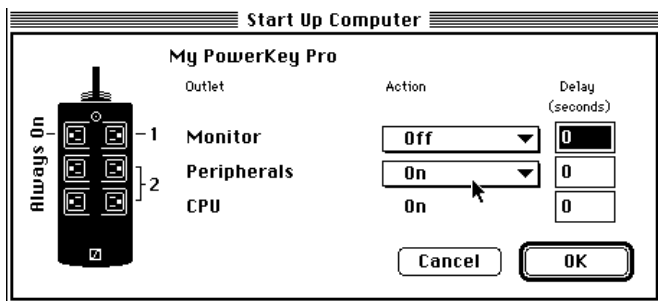 Start Up Computer
My PowerKey Pro
Outlet Action Delay
(seconds)
Always On
1
2
Monitor Off 0
Peripherals On 0
CPU On 0
Cancel OK